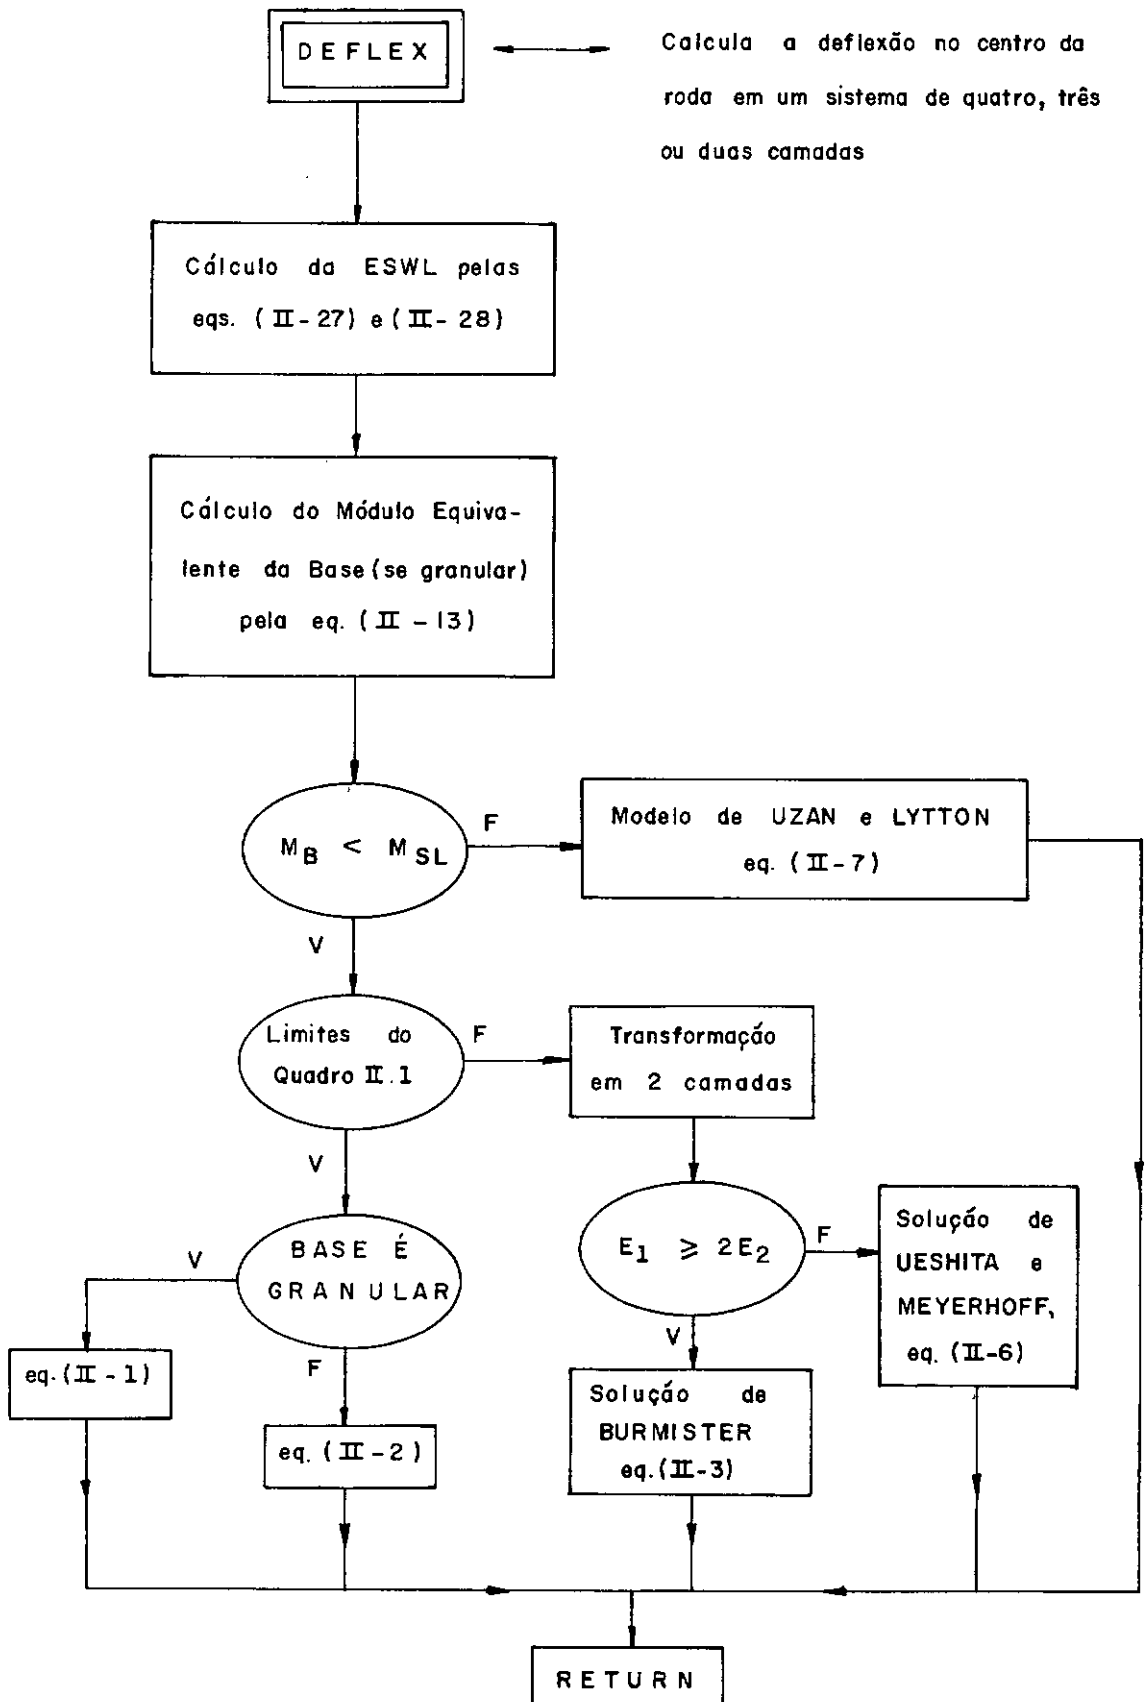 DEFLEX
Calcula a deflexão no centro da
roda em um sistema de quatro, três
ou duas camadas
Cálculo da ESWL pelas
eqs. (II-27) e (II-28)
Cálculo do Módulo Equiva-
lente da Base (se granular)
pela eq. (II-13)
M_B < M_SL
F
Modelo de UZAN e LYTTON
eq. (II-7)
V
Limites do
Quadro II.1
F
Transformação
em 2 camadas
V
BASE É
GRANULAR
V
F
E_1 ⩾ 2E_2
F
V
Solução de
UESHITA e
MEYERHOFF,
eq. (II-6)
eq. (II-1)
eq. (II-2)
Solução de
BURMISTER
eq. (II-3)
RETURN